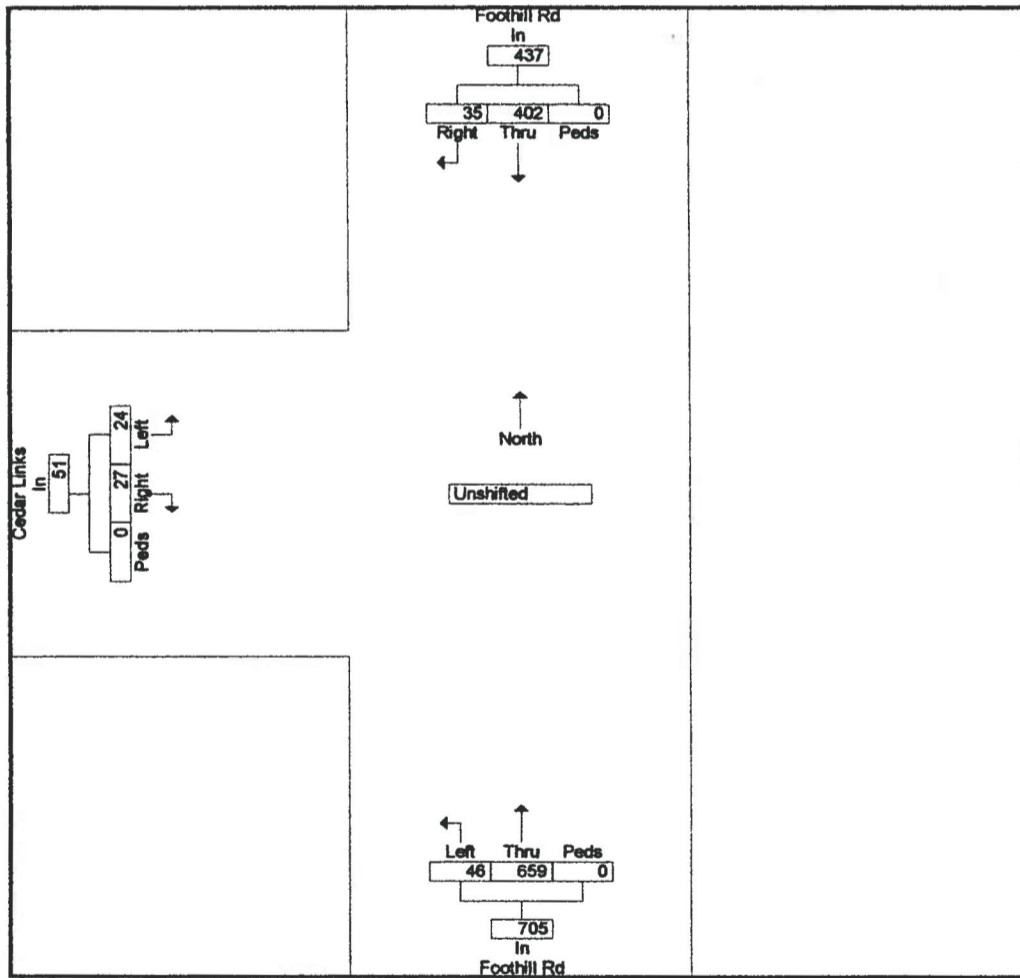 Foothill Rd
In
437
35 402 0
Right Thru Peds
Cedar Links
In
51
24 27 0
Left Right Peds
North
Unshifted
Left Thru Peds
46 659 0
705
In
Foothill Rd